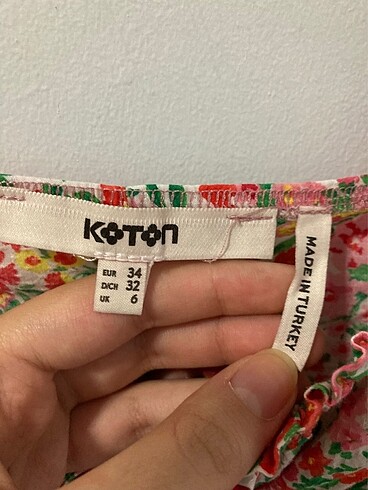 KOTON
EUR 34
D/CH 32
UK 6
MADE IN TURKEY